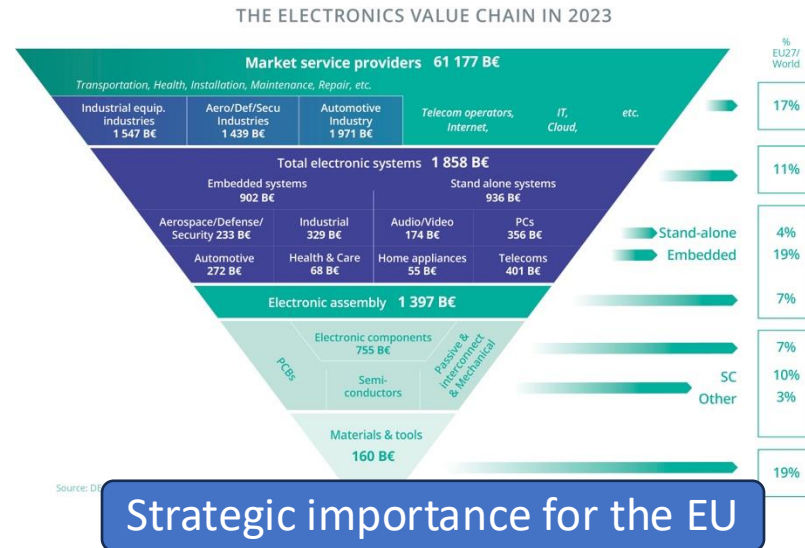 THE ELECTRONICS VALUE CHAIN IN 2023
%
EU27/
World
Market service providers 61 177 B€
Transportation, Health, Installation, Maintenance, Repair, etc.
17%
Industrial equip.
industries
1 547 B€
Aero/Def/Secu
Industries
1 439 B€
Automotive
Industry
1 971 B€
Telecom operators,
Internet,
IT,
Cloud,
etc.
Total electronic systems 1 858 B€
11%
Embedded systems
902 B€
Stand alone systems
936 B€
Aerospace/Defense/
Security 233 B€
Industrial
329 B€
Audio/Video
174 B€
PCs
356 B€
Automotive
272 B€
Health & Care
68 B€
Home appliances
55 B€
Telecoms
401 B€
Stand-alone 4%
Embedded 19%
Electronic assembly 1 397 B€
7%
Electronic components
755 B€
7%
PCBs
Semi-
conductors
Passive &
interconnect
& Mechanical
SC 10%
Other 3%
Materials & tools
160 B€
19%
Source:
Strategic importance for the EU